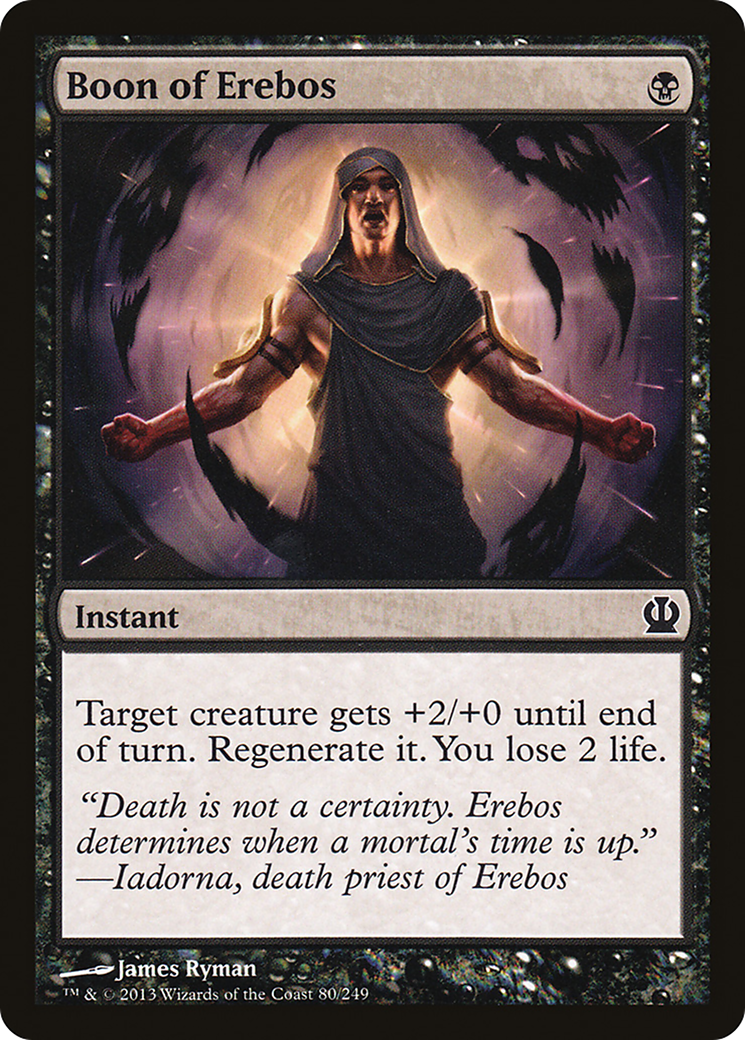 Boon of Erebos
Instant
Target creature gets +2/+0 until end
of turn. Regenerate it. You lose 2 life.
“Death is not a certainty. Erebos
determines when a mortal’s time is up.”
—Iadorna, death priest of Erebos
James Ryman
™ & © 2013 Wizards of the Coast 80/249